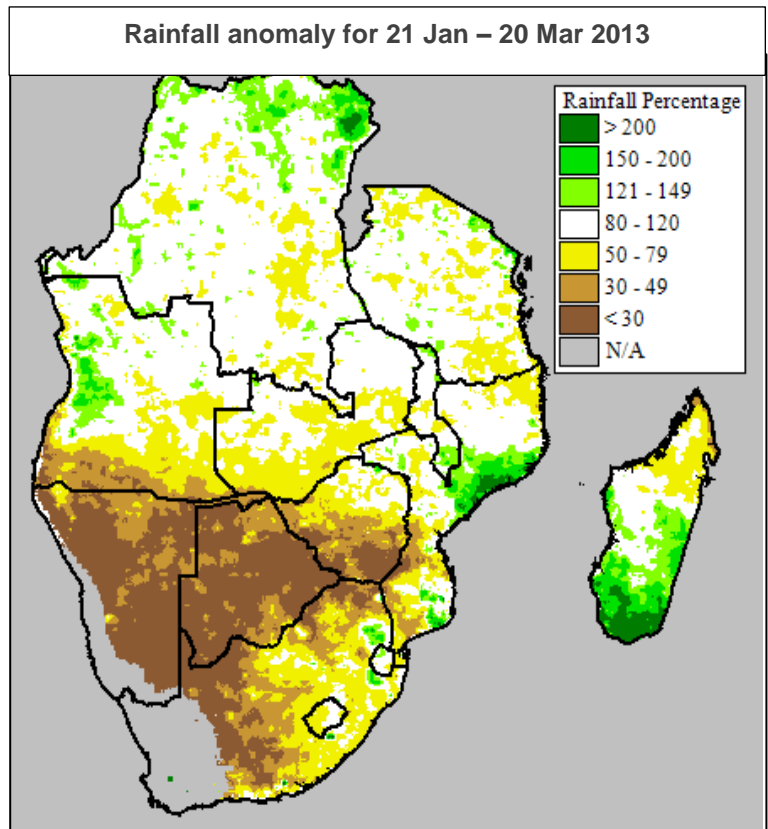 Rainfall anomaly for 21 Jan – 20 Mar 2013
Rainfall Percentage
> 200
150 - 200
121 - 149
80 - 120
50 - 79
30 - 49
< 30
N/A